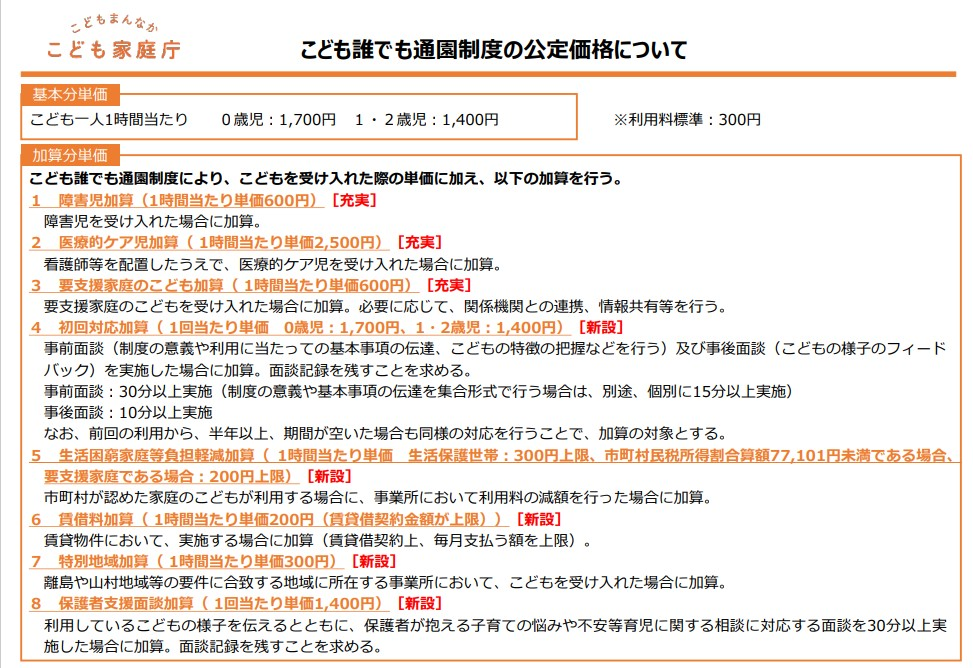 こどもまんなか
こども家庭庁
こども誰でも通園制度の公定価格について
基本分単価
こども一人1時間当たり　　０歳児：1,700円　１・２歳児：1,400円　　※利用料標準：300円
加算分単価
こども誰でも通園制度により、こどもを受け入れた際の単価に加え、以下の加算を行う。
１　障害児加算（1時間当たり単価600円）［充実］
障害児を受け入れた場合に加算。
２　医療的ケア児加算（ 1時間当たり単価2,500円）［充実］
看護師等を配置したうえで、医療的ケア児を受け入れた場合に加算。
３　要支援家庭のこども加算（ 1時間当たり単価600円）［充実］
要支援家庭のこどもを受け入れた場合に加算。必要に応じて、関係機関との連携、情報共有等を行う。
４　初回対応加算（ 1回当たり単価　0歳児：1,700円、1・2歳児：1,400円）［新設］
事前面談（制度の意義や利用に当たっての基本事項の伝達、こどもの特徴の把握などを行う）及び事後面談（こどもの様子のフィード
バック）を実施した場合に加算。面談記録を残すことを求める。
事前面談：30分以上実施（制度の意義や基本事項の伝達を集合形式で行う場合は、別途、個別に15分以上実施）
事後面談：10分以上実施
なお、前回の利用から、半年以上、期間が空いた場合も同様の対応を行うことで、加算の対象とする。
５　生活困窮家庭等負担軽減加算（ 1時間当たり単価　生活保護世帯：300円上限、市町村民税所得割合算額77,101円未満である場合、
要支援家庭である場合：200円上限）［新設］
市町村が認めた家庭のこどもが利用する場合に、事業所において利用料の減額を行った場合に加算。
６　賃借料加算（ 1時間当たり単価200円（賃貸借契約金額が上限））［新設］
賃貸物件において、実施する場合に加算（賃貸借契約上、毎月支払う額を上限）。
７　特別地域加算（ 1時間当たり単価300円）［新設］
離島や山村地域等の要件に合致する地域に所在する事業所において、こどもを受け入れた場合に加算。
８　保護者支援面談加算（ 1回当たり単価1,400円）［新設］
利用しているこどもの様子を伝えるとともに、保護者が抱える子育ての悩みや不安等育児に関する相談に対応する面談を30分以上実
施した場合に加算。面談記録を残すことを求める。